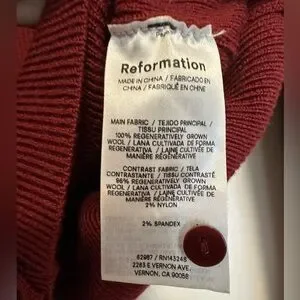 Reformation
MADE IN CHINA / FABRICADO EN
CHINA / FABRIQUÉ EN CHINE
MAIN FABRIC / TEJIDO PRINCIPAL /
TISSU PRINCIPAL
100% REGENERATIVELY GROWN
WOOL / LANA CULTIVADA DE FORMA
REGENERATIVA / LAINE CULTIVÉE DE
MANIÈRE RÉGÉNÉRATIVE
CONTRAST FABRIC / TELA
CONTRASTANTE / TISSU CONTRASTÉ
96% REGENERATIVELY GROWN
WOOL / LANA CULTIVADA DE FORMA
REGENERATIVA / LAINE CULTIVÉE DE
MANIÈRE RÉGÉNÉRATIVE
2% NYLON
2% SPANDEX
62987 / RN143248
2263 E VERNON AVE.
VERNON, CA 90058